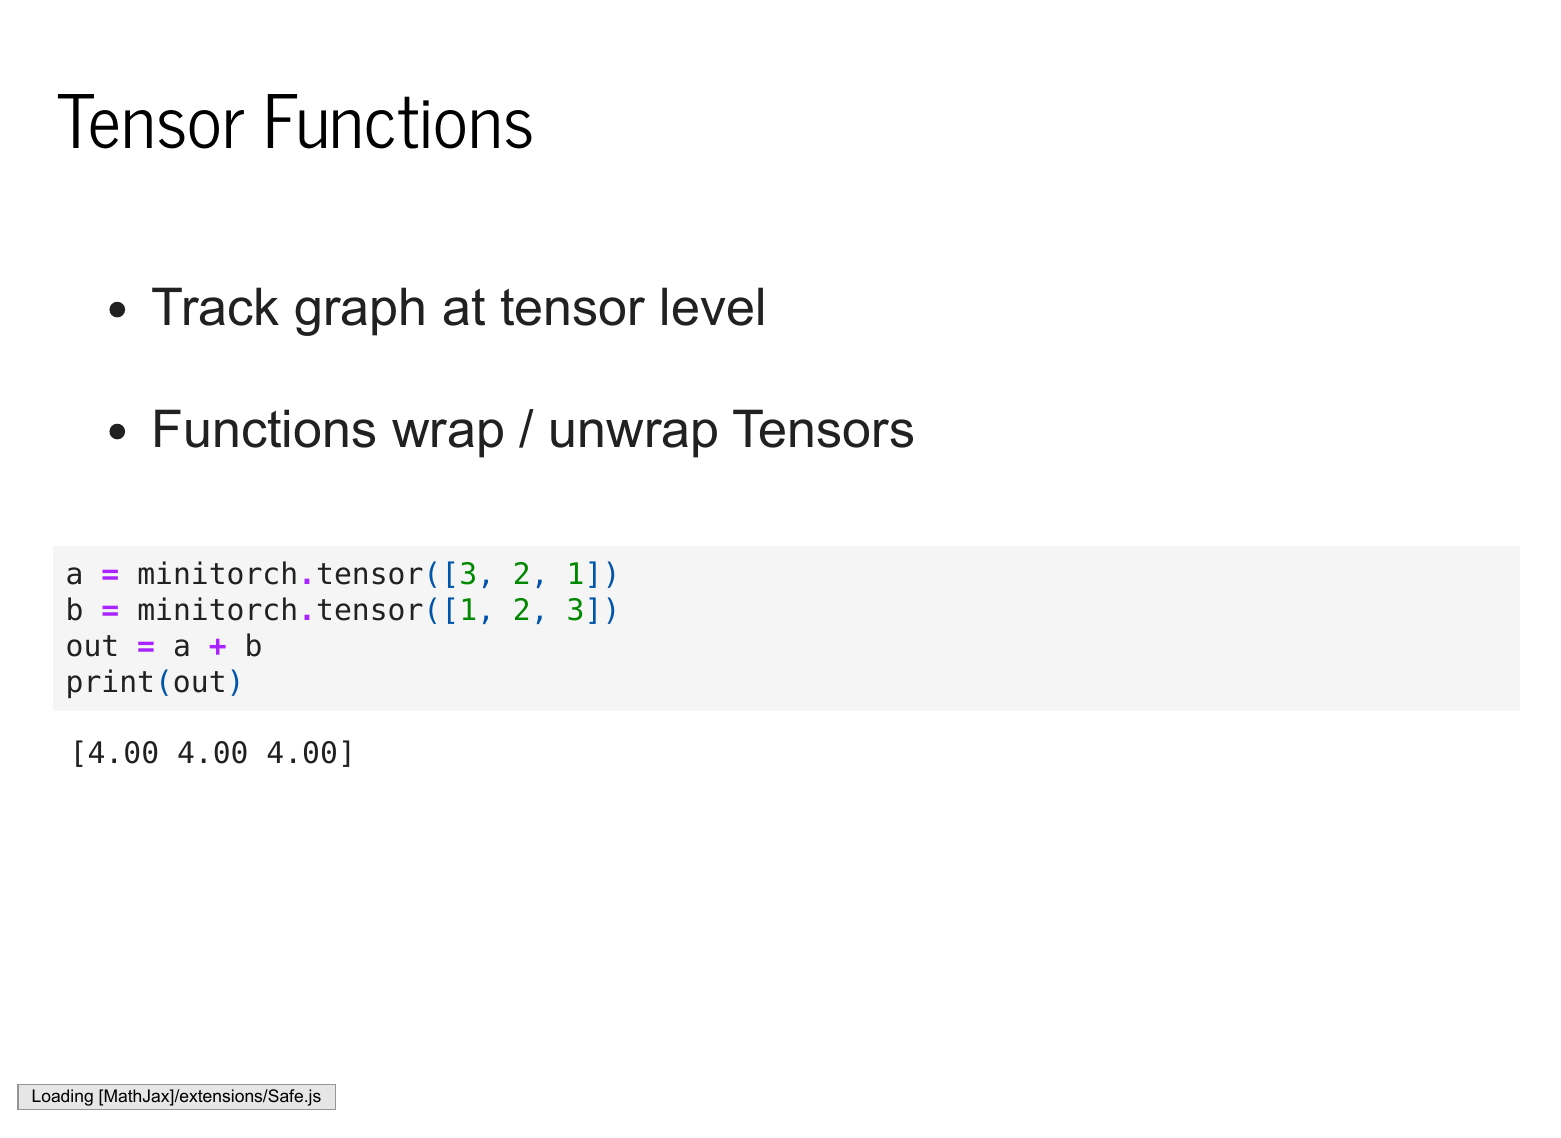 Tensor Functions
Track graph at tensor level
Functions wrap / unwrap Tensors
a = minitorch.tensor([3, 2, 1])
b = minitorch.tensor([1, 2, 3])
out = a + b
print(out)
[4.00 4.00 4.00]
Loading [MathJax]/extensions/Safe.js